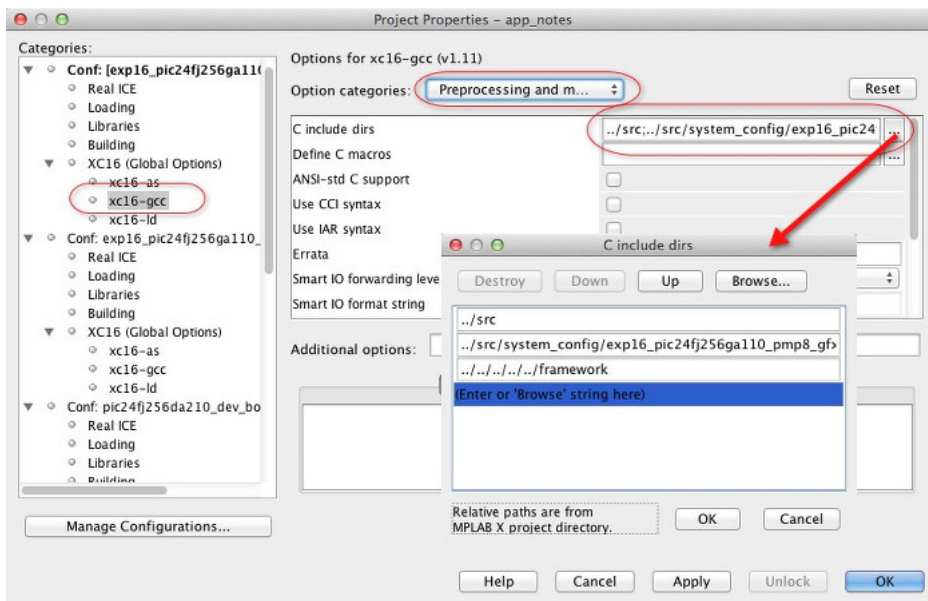 Project Properties – app_notes
Categories:
Conf: [exp16_pic24fj256ga11
Real ICE
Loading
Libraries
Building
XC16 (Global Options)
xc16-as
xc16-gcc
xc16-ld
Conf: exp16_pic24fj256ga110_
Real ICE
Loading
Libraries
Building
XC16 (Global Options)
xc16-as
xc16-gcc
xc16-ld
Conf: pic24fj256da210_dev_bo
Real ICE
Loading
Libraries
Building
Manage Configurations...
Options for xc16-gcc (v1.11)
Option categories: Preprocessing and m... Reset
C include dirs ../src;../src/system_config/exp16_pic24 ...
Define C macros ...
ANSI-std C support
Use CCI syntax
Use IAR syntax
Errata
Smart IO forwarding leve
Smart IO format string
Additional options:
C include dirs
Destroy Down Up Browse...
../src
../src/system_config/exp16_pic24fj256ga110_pmp8_gfx
../../../../../framework
(Enter or 'Browse' string here)
Relative paths are from
MPLAB X project directory.
OK Cancel
Help Cancel Apply Unlock OK